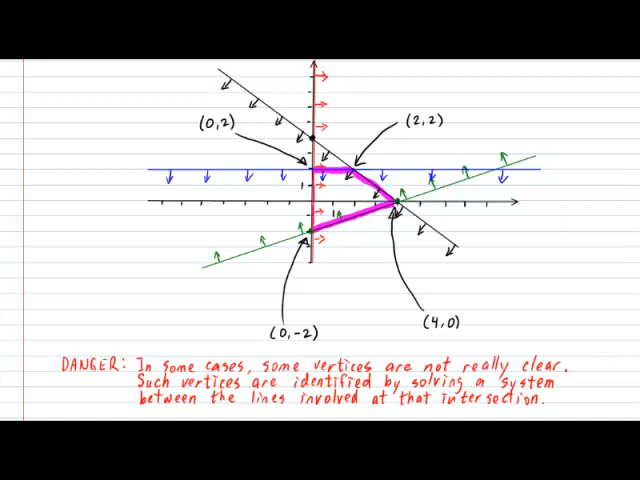 (0,2)
(2,2)
1
1
(0,-2)
(4,0)
DANGER: In some cases, some vertices are not really clear.
Such vertices are identified by solving a system
between the lines involved at that intersection.